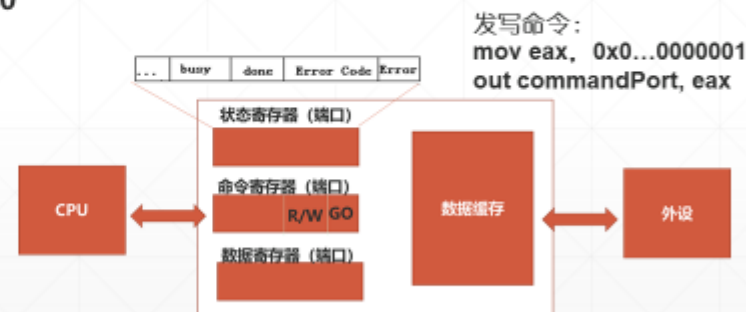 0
发写命令：
mov eax，0x0...0000001
out commandPort, eax
... busy done Error Code Error
状态寄存器（端口）
命令寄存器（端口）
R/W GO
数据寄存器（端口）
CPU
数据缓存
外设